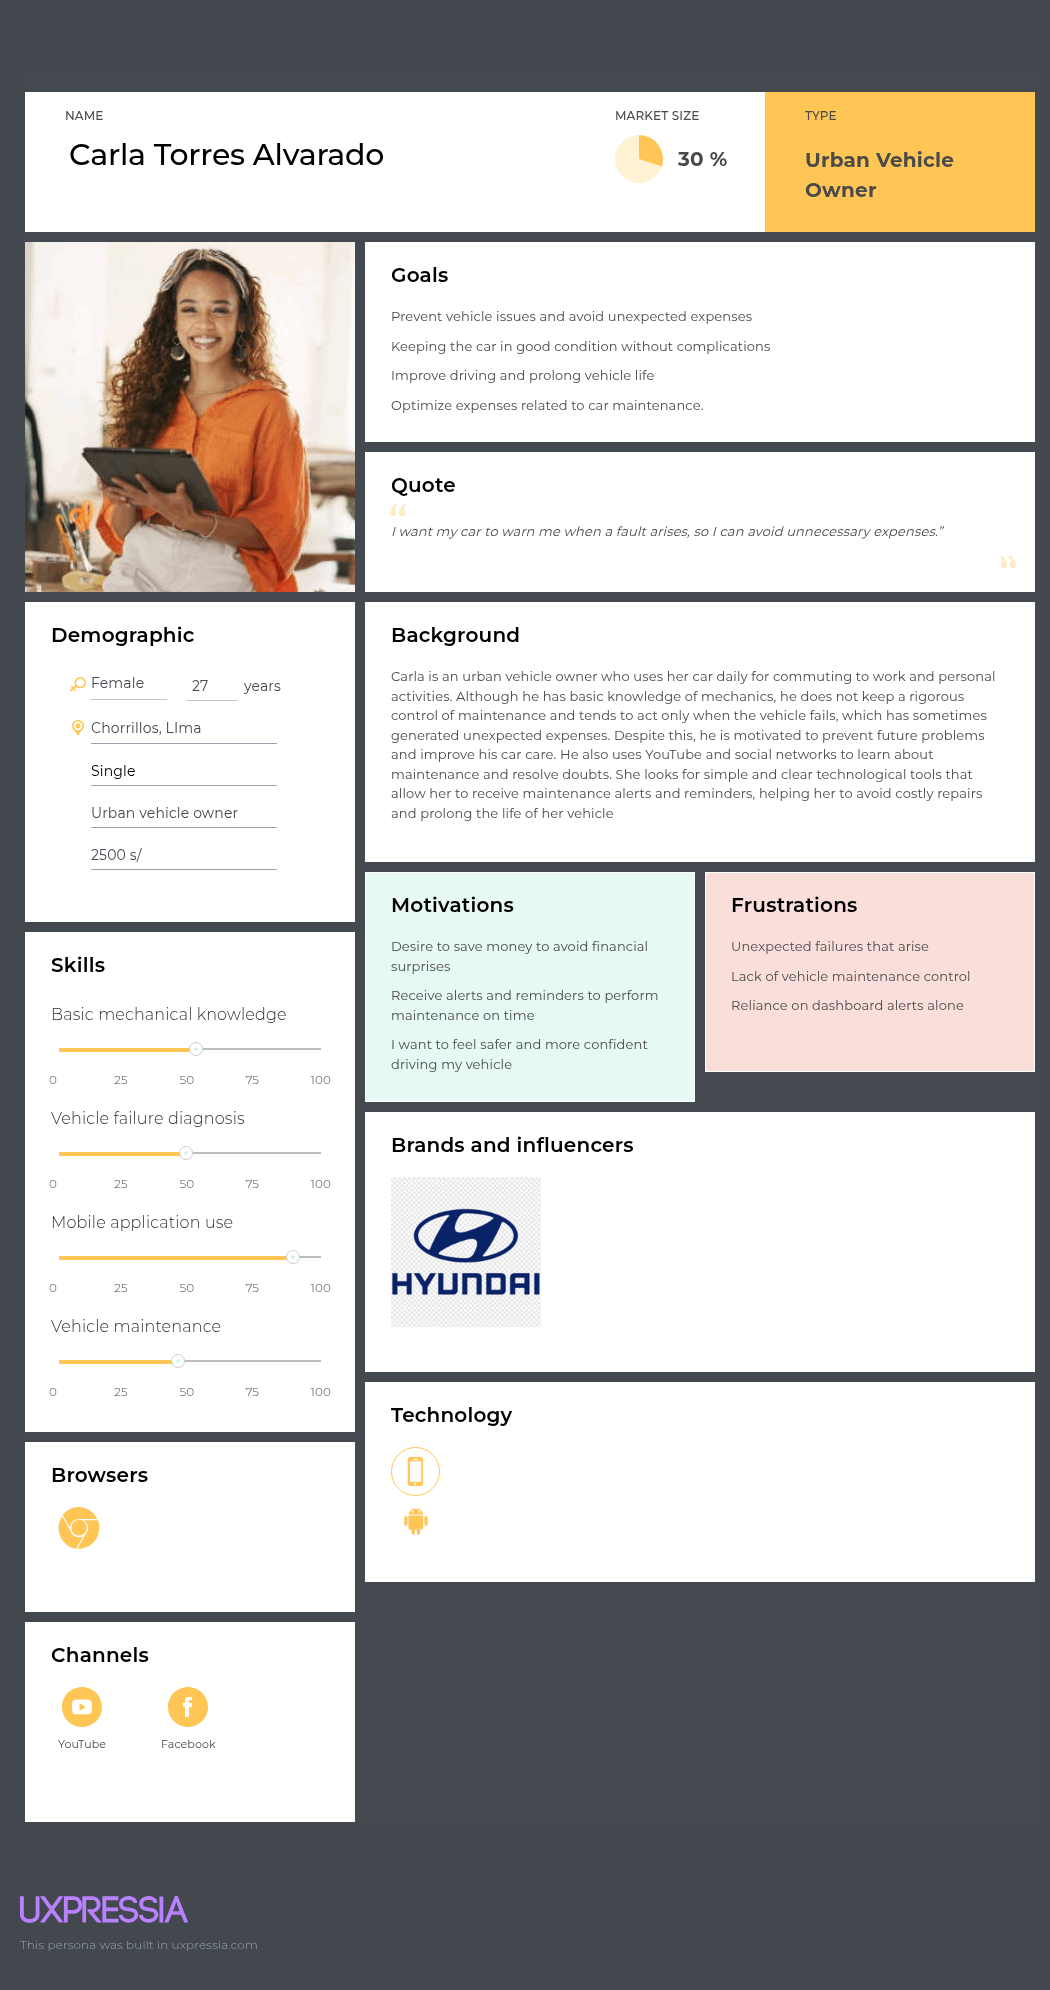 NAME
Carla Torres Alvarado
MARKET SIZE
30 %
TYPE
Urban Vehicle
Owner
Goals
Prevent vehicle issues and avoid unexpected expenses
Keeping the car in good condition without complications
Improve driving and prolong vehicle life
Optimize expenses related to car maintenance.
Quote
“
I want my car to warn me when a fault arises, so I can avoid unnecessary expenses.”
”
Demographic
Female 27 years
Chorrillos, LIma
Single
Urban vehicle owner
2500 s/
Background
Carla is an urban vehicle owner who uses her car daily for commuting to work and personal
activities. Although he has basic knowledge of mechanics, he does not keep a rigorous
control of maintenance and tends to act only when the vehicle fails, which has sometimes
generated unexpected expenses. Despite this, he is motivated to prevent future problems
and improve his car care. He also uses YouTube and social networks to learn about
maintenance and resolve doubts. She looks for simple and clear technological tools that
allow her to receive maintenance alerts and reminders, helping her to avoid costly repairs
and prolong the life of her vehicle
Skills
Basic mechanical knowledge
0 25 50 75 100
Vehicle failure diagnosis
0 25 50 75 100
Mobile application use
0 25 50 75 100
Vehicle maintenance
0 25 50 75 100
Motivations
Desire to save money to avoid financial
surprises
Receive alerts and reminders to perform
maintenance on time
I want to feel safer and more confident
driving my vehicle
Frustrations
Unexpected failures that arise
Lack of vehicle maintenance control
Reliance on dashboard alerts alone
Brands and influencers
HYUNDAI
Technology
Browsers
Channels
YouTube Facebook
UXPRESSIA
This persona was built in uxpressia.com